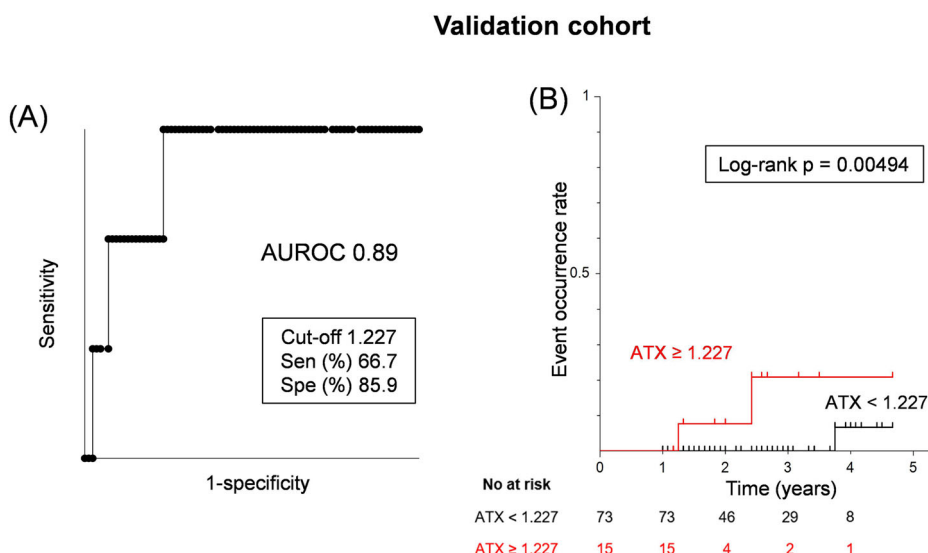 Validation cohort
(A)
Sensitivity
AUROC 0.89
Cut-off 1.227
Sen (%) 66.7
Spe (%) 85.9
1-specificity
(B)
1
0.5
Event occurrence rate
Log-rank p = 0.00494
ATX ≥ 1.227
ATX < 1.227
0 1 2 3 4 5
Time (years)
No at risk
ATX < 1.227 73 73 46 29 8
ATX ≥ 1.227 15 15 4 2 1